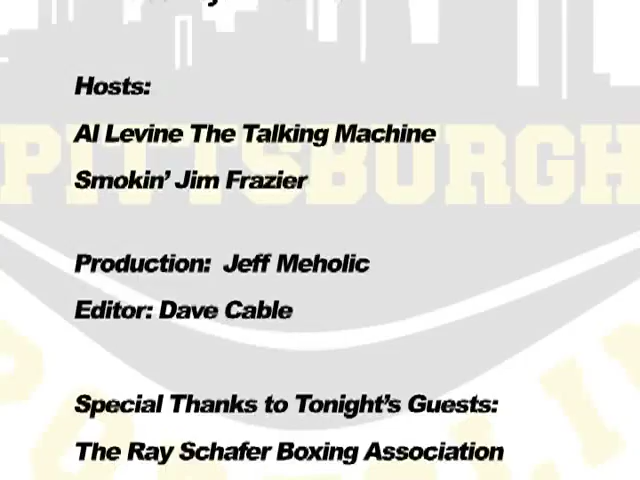 Hosts:
Al Levine The Talking Machine
PITTSBURGH
Smokin' Jim Frazier
Production: Jeff Meholic
Editor: Dave Cable
Special Thanks to Tonight's Guests:
The Ray Schafer Boxing Association